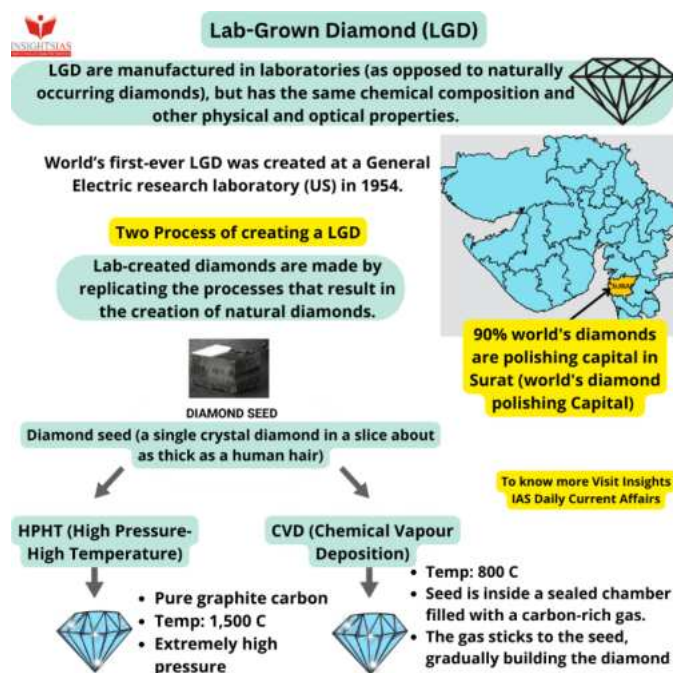 INSIGHTSIAS
Lab-Grown Diamond (LGD)
LGD are manufactured in laboratories (as opposed to naturally
occurring diamonds), but has the same chemical composition and
other physical and optical properties.
World's first-ever LGD was created at a General
Electric research laboratory (US) in 1954.
Two Process of creating a LGD
Lab-created diamonds are made by
replicating the processes that result in
the creation of natural diamonds.
SURAT
90% world's diamonds
are polishing capital in
Surat (world's diamond
polishing Capital)
DIAMOND SEED
Diamond seed (a single crystal diamond in a slice about
as thick as a human hair)
To know more Visit Insights
IAS Daily Current Affairs
HPHT (High Pressure-
High Temperature)
• Pure graphite carbon
• Temp: 1,500 C
• Extremely high
pressure
CVD (Chemical Vapour
Deposition)
• Temp: 800 C
• Seed is inside a sealed chamber
filled with a carbon-rich gas.
• The gas sticks to the seed,
gradually building the diamond